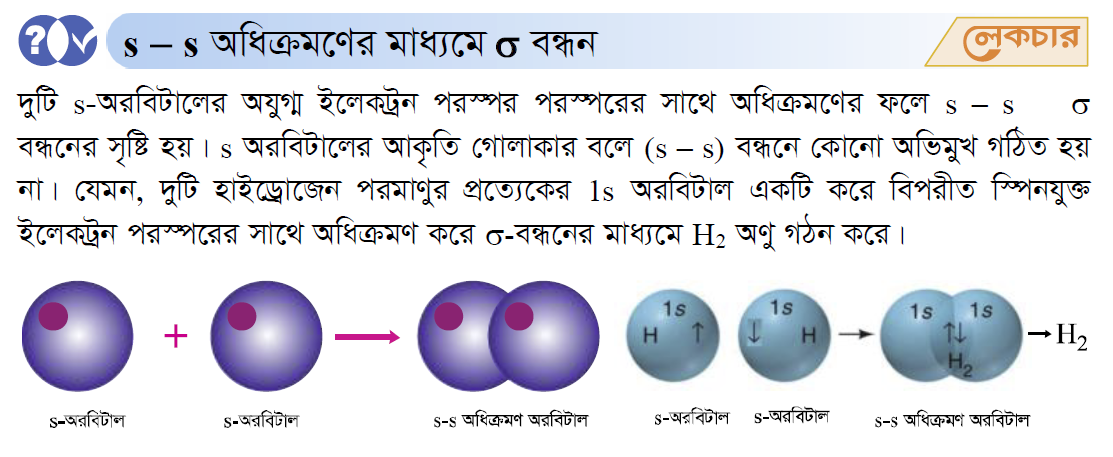 ?
s – s অধিক্রমণের মাধ্যমে σ বন্ধন
লেকচার
দুটি s-অরবিটালের অযুগ্ম ইলেকট্রন পরস্পর পরস্পরের সাথে অধিক্রমণের ফলে s – s σ
বন্ধনের সৃষ্টি হয়। s অরবিটালের আকৃতি গোলাকার বলে (s – s) বন্ধনে কোনো অভিমুখ গঠিত হয়
না। যেমন, দুটি হাইড্রোজেন পরমাণুর প্রত্যেকের 1s অরবিটাল একটি করে বিপরীত স্পিনযুক্ত
ইলেকট্রন পরস্পরের সাথে অধিক্রমণ করে σ-বন্ধনের মাধ্যমে H₂ অণু গঠন করে।
+
1s
H ↑
1s
↓ H
1s 1s
↑↓
H₂
→ H₂
s-অরবিটাল
s-অরবিটাল
s-s অধিক্রমণ অরবিটাল
s-অরবিটাল
s-অরবিটাল
s-s অধিক্রমণ অরবিটাল